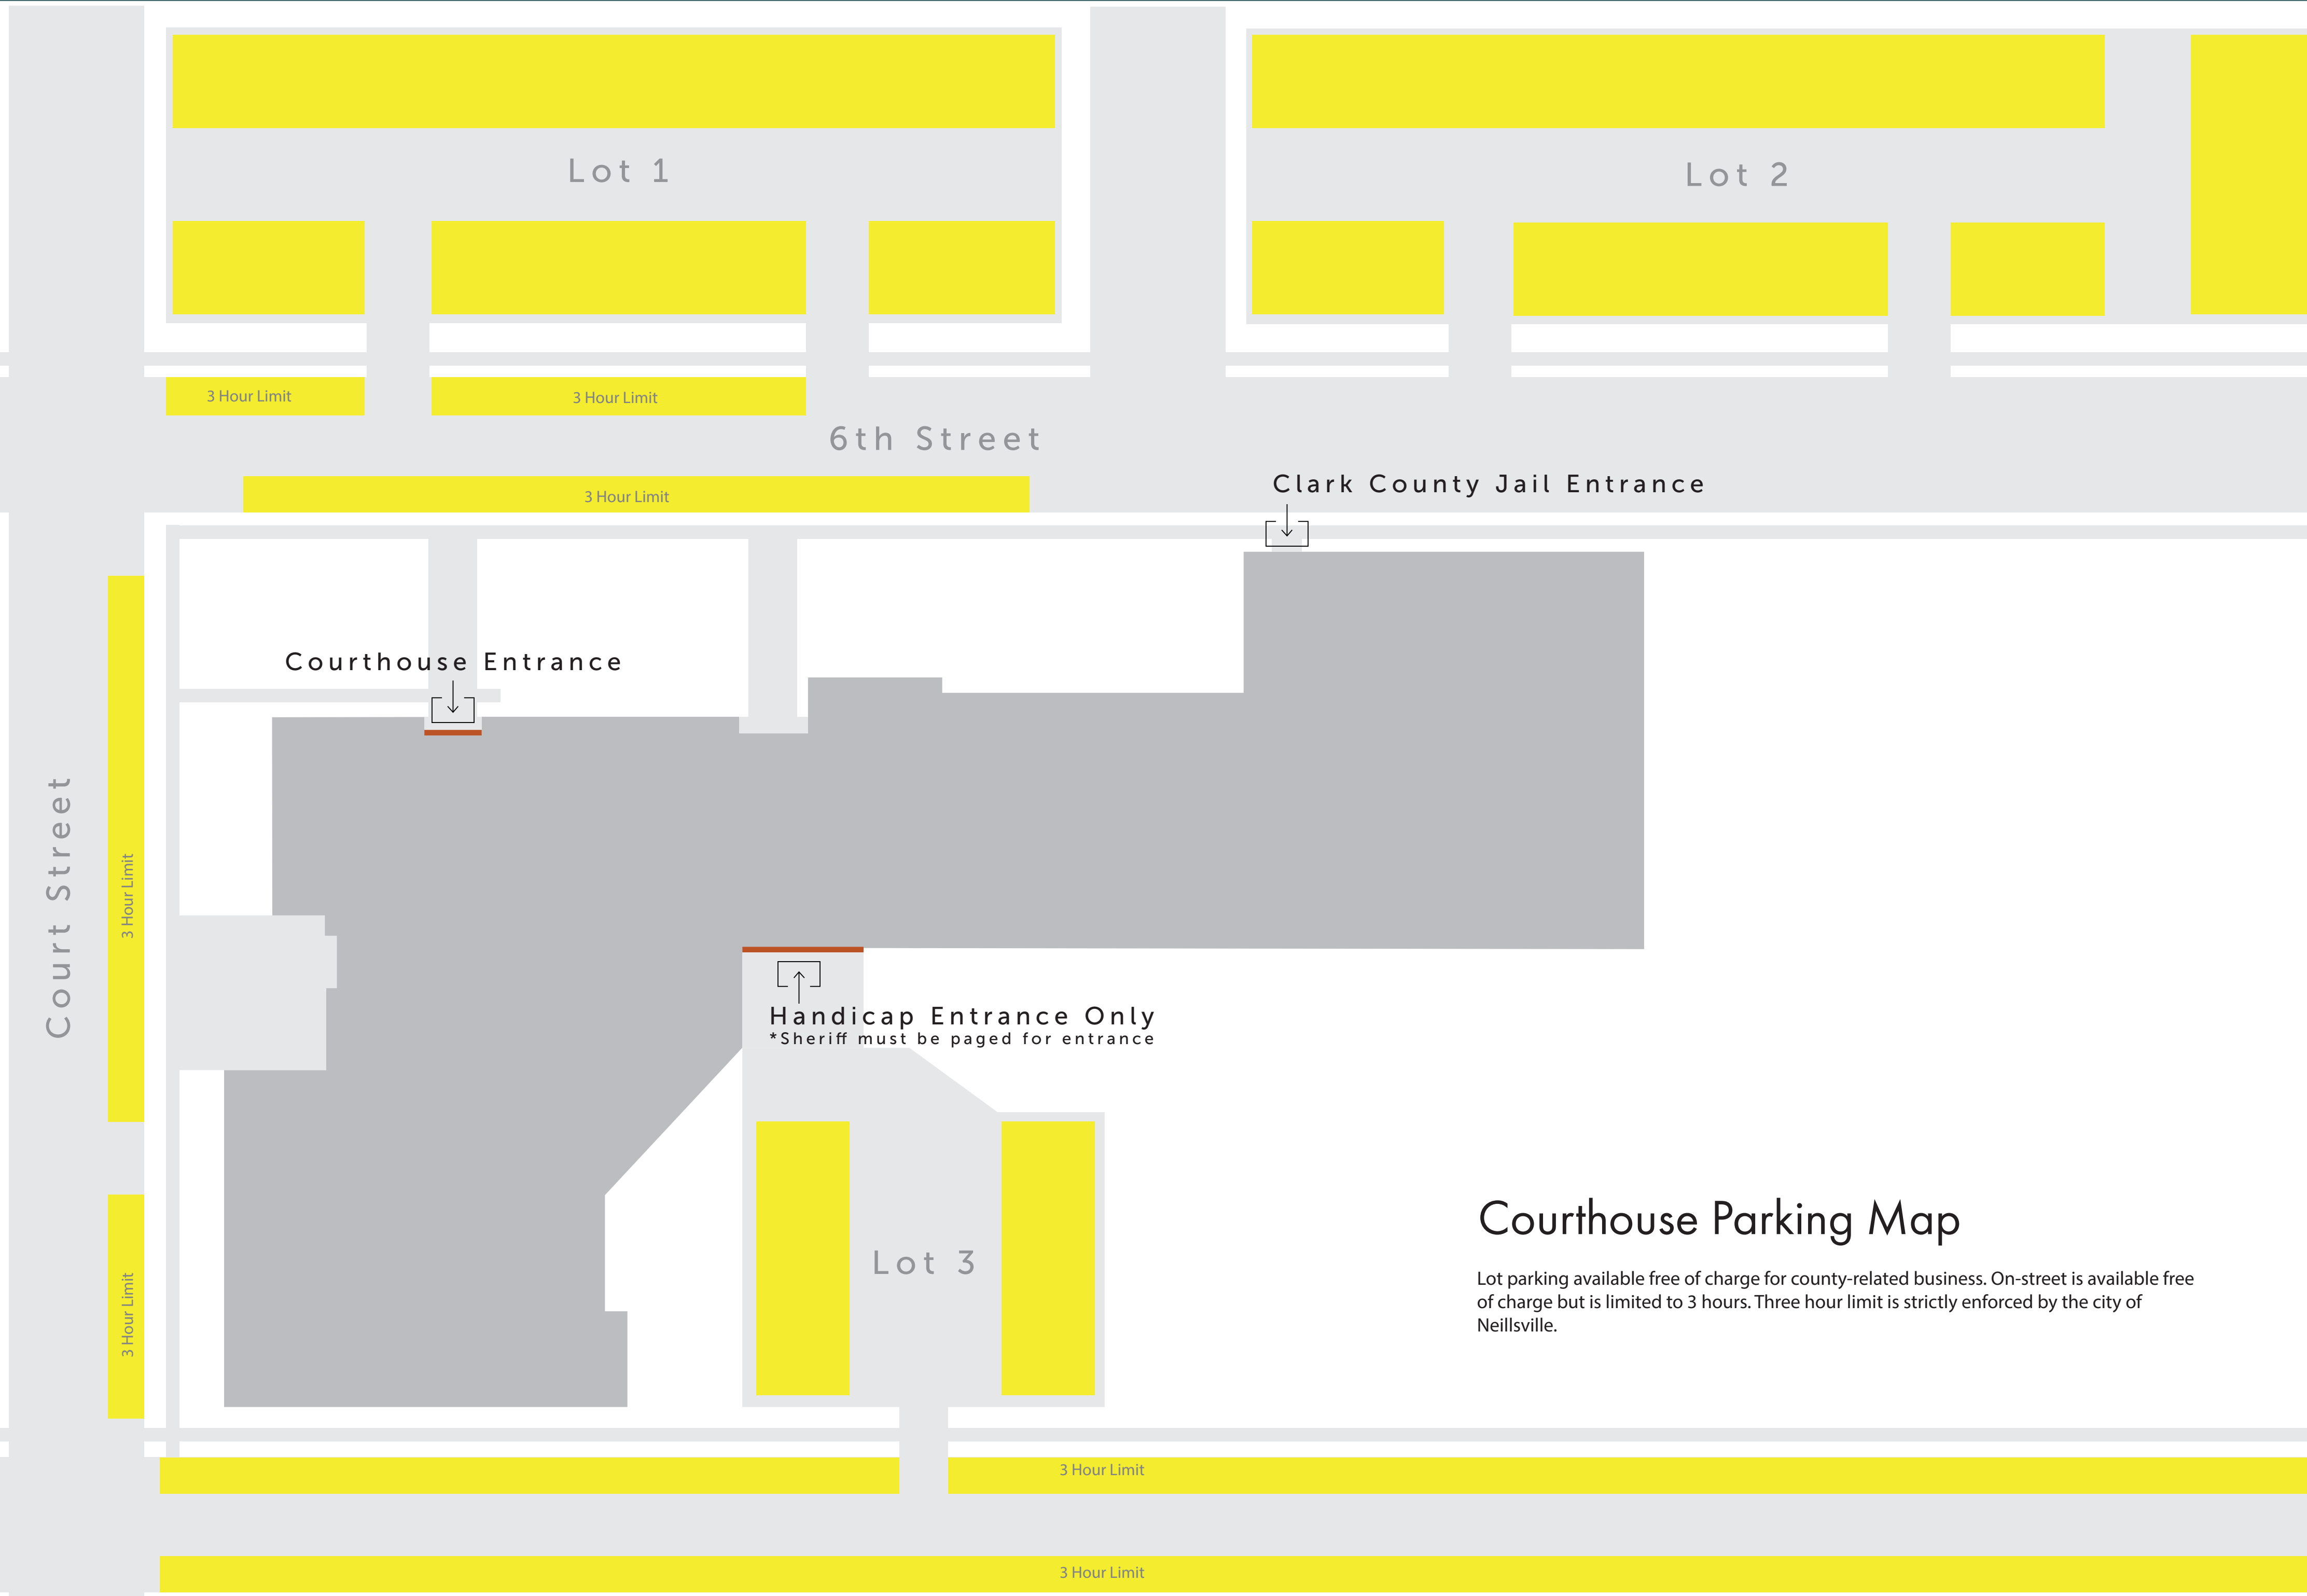 Lot 1
Lot 2
3 Hour Limit
3 Hour Limit
6th Street
Clark County Jail Entrance
3 Hour Limit
Courthouse Entrance
Court Street
3 Hour Limit
Handicap Entrance Only
*Sheriff must be paged for entrance
Lot 3
Courthouse Parking Map
Lot parking available free of charge for county-related business. On-street is available free
of charge but is limited to 3 hours. Three hour limit is strictly enforced by the city of
Neillsville.
3 Hour Limit
3 Hour Limit
3 Hour Limit